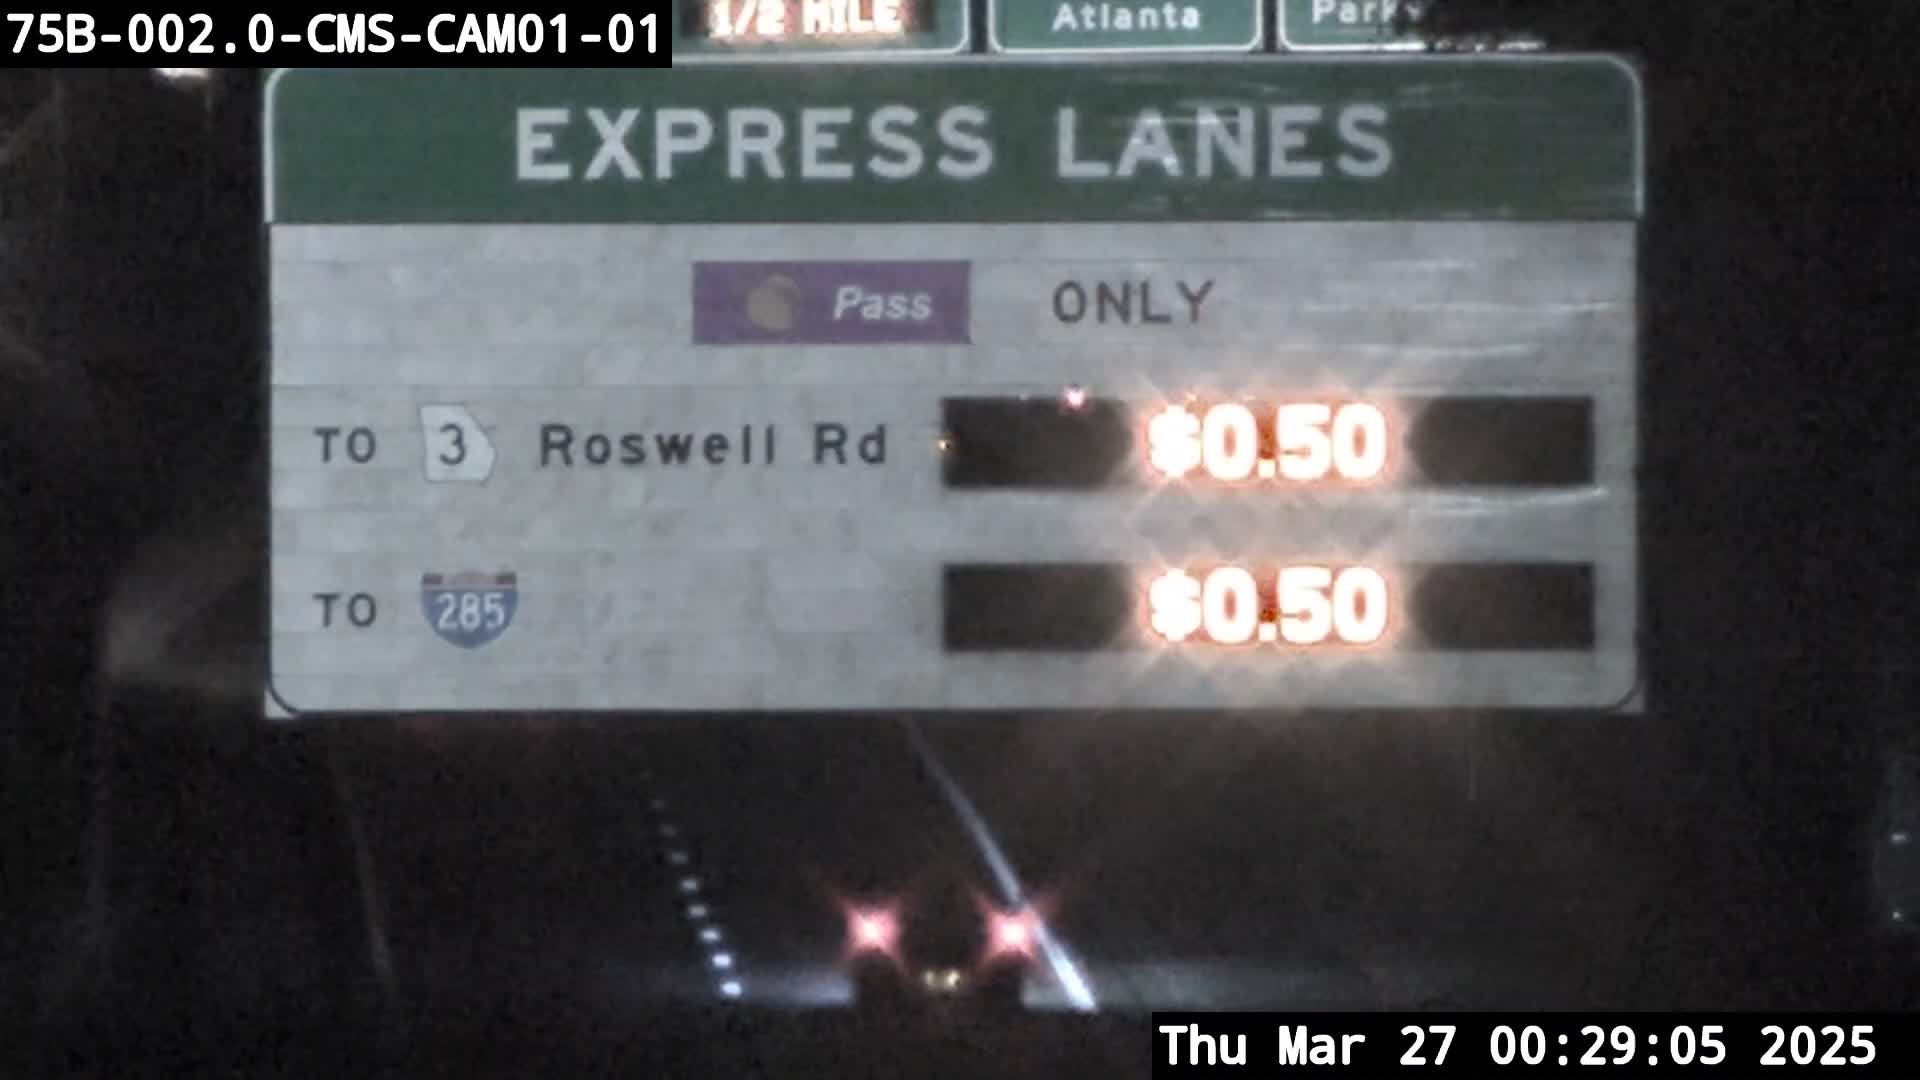 75B-002.0-CMS-CAM01-01
1/2 MILE
Atlanta
EXPRESS LANES
Pass ONLY
TO 3 Roswell Rd $0.50
TO 285 $0.50
Thu Mar 27 00:29:05 2025